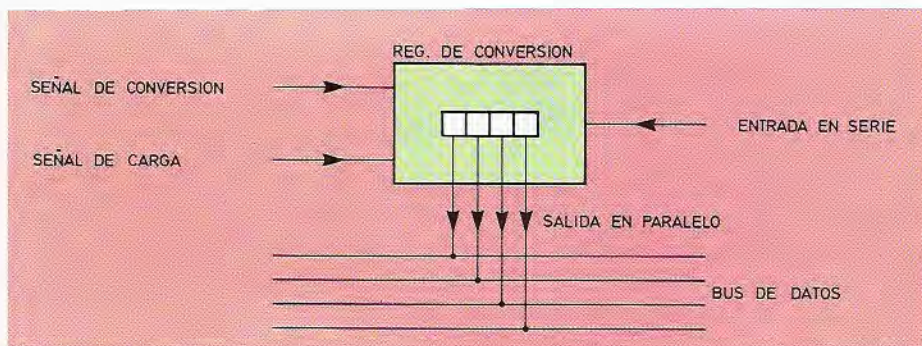 REG. DE CONVERSION
SEÑAL DE CONVERSION
ENTRADA EN SERIE
SEÑAL DE CARGA
SALIDA EN PARALELO
BUS DE DATOS